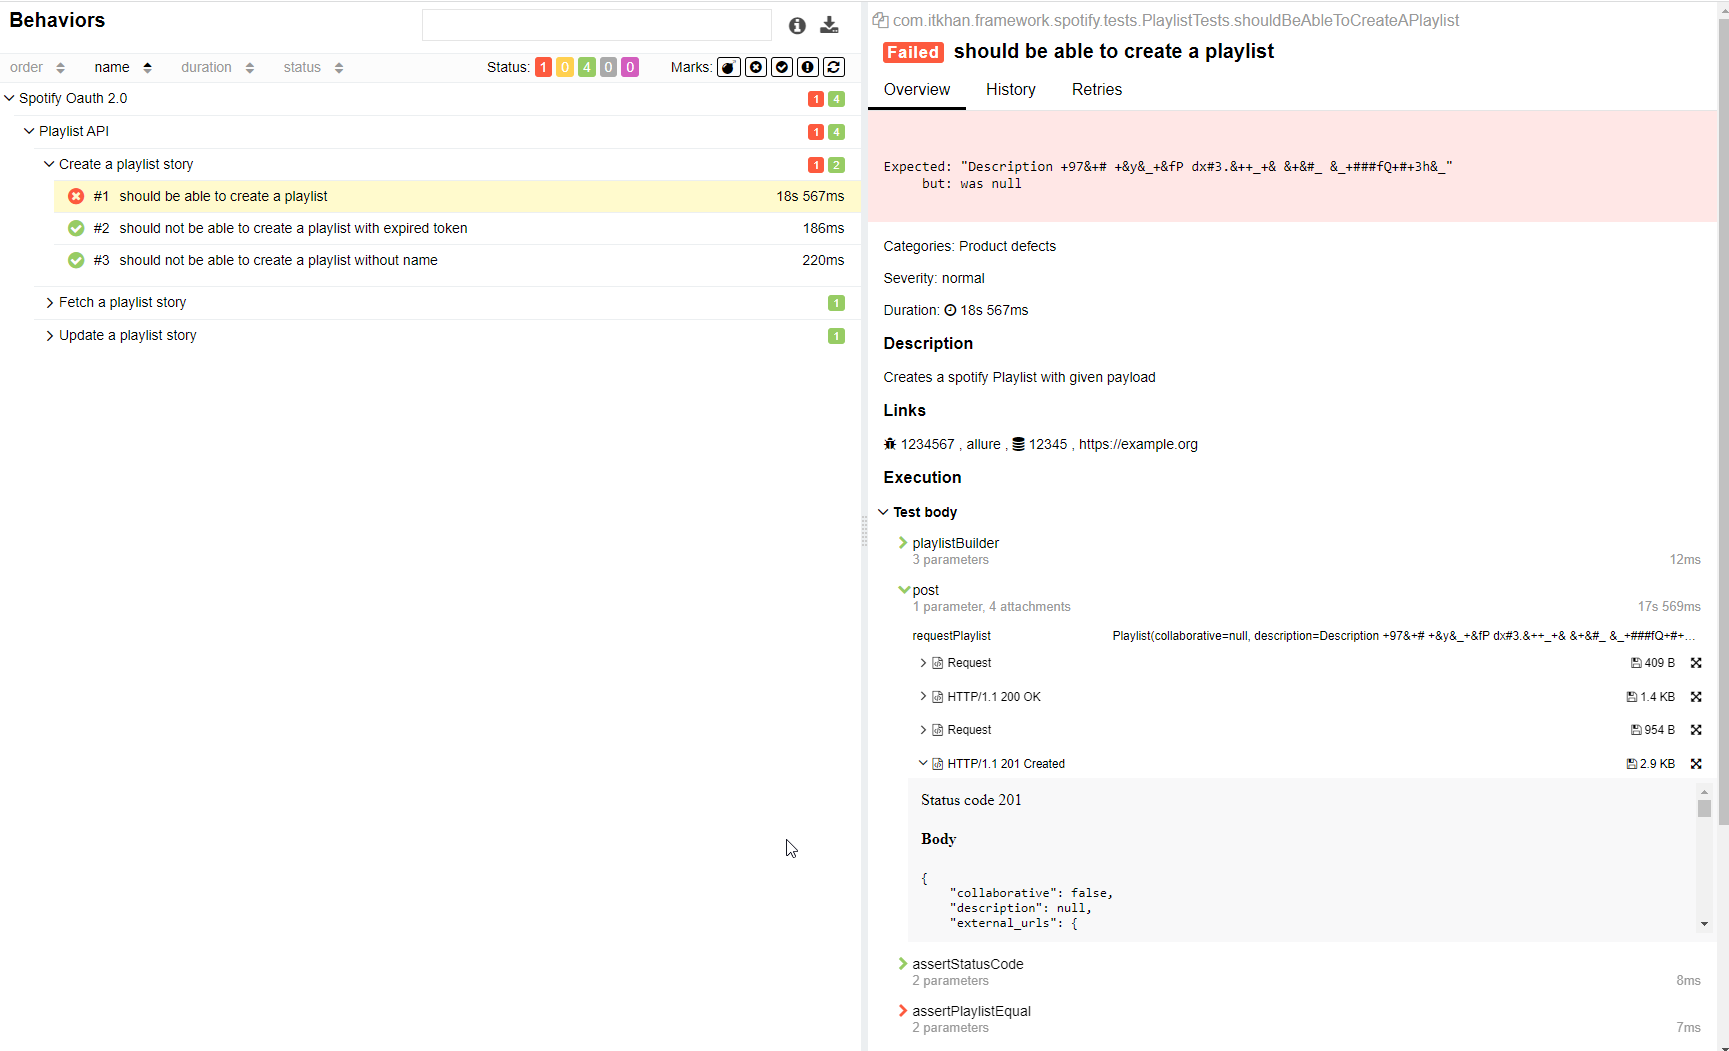 Behaviors
order name duration status Status: 1 0 4 0 0 Marks:
Spotify Oauth 2.0 1 4
Playlist API 1 4
Create a playlist story 1 2
#1 should be able to create a playlist 18s 567ms
#2 should not be able to create a playlist with expired token 186ms
#3 should not be able to create a playlist without name 220ms
Fetch a playlist story 1
Update a playlist story 1
com.itkhan.framework.spotify.tests.PlaylistTests.shouldBeAbleToCreateAPlaylist
Failed should be able to create a playlist
Overview History Retries
Expected: "Description +97&+# +&y&_+&fP dx#3.&++_+& &+&#_ &_+###fQ+#+3h&_"
but: was null
Categories: Product defects
Severity: normal
Duration: 18s 567ms
Description
Creates a spotify Playlist with given payload
Links
1234567 , allure , 12345 , https://example.org
Execution
Test body
playlistBuilder
3 parameters 12ms
post
1 parameter, 4 attachments 17s 569ms
requestPlaylist Playlist(collaborative=null, description=Description +97&+# +&y&_+&fP dx#3.&++_+& &+&#_ &_+###fQ+#+...
Request 409 B
HTTP/1.1 200 OK 1.4 KB
Request 954 B
HTTP/1.1 201 Created 2.9 KB
Status code 201
Body
{
"collaborative": false,
"description": null,
"external_urls": {
assertStatusCode
2 parameters 8ms
assertPlaylistEqual
2 parameters 7ms